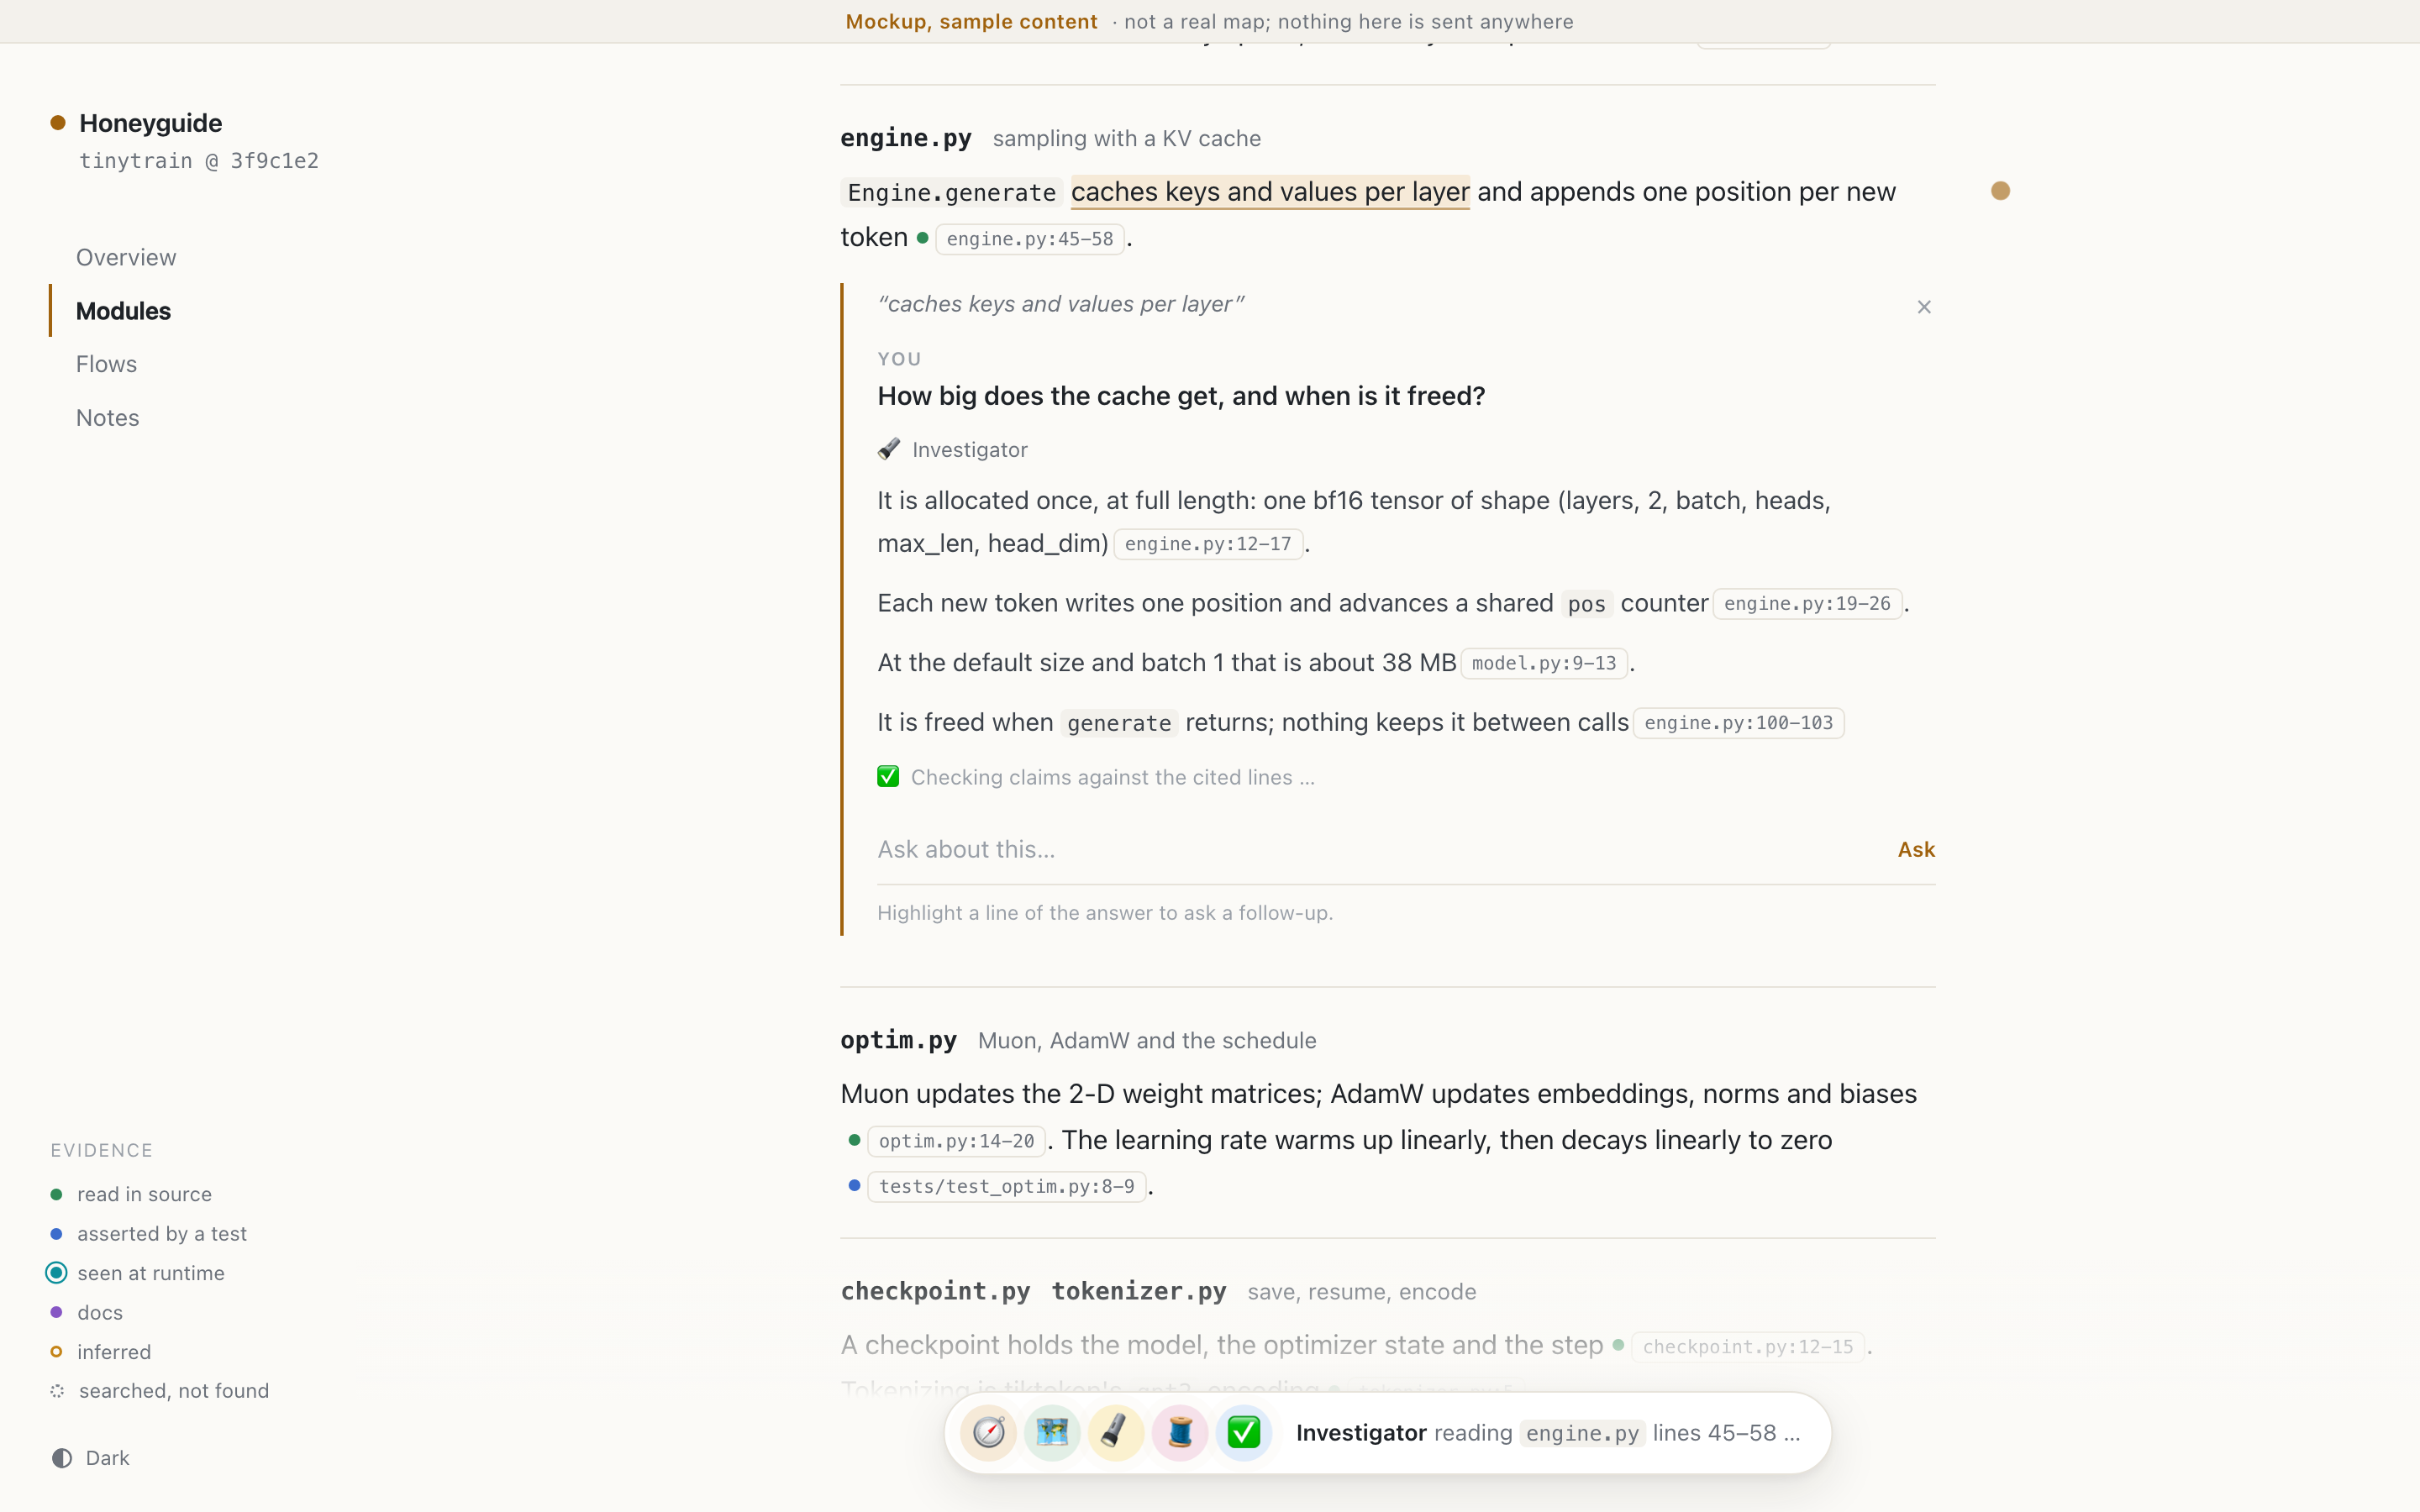 Mockup, sample content · not a real map; nothing here is sent anywhere
Honeyguide
tinytrain @ 3f9c1e2
Overview
Modules
Flows
Notes
EVIDENCE
read in source
asserted by a test
seen at runtime
docs
inferred
searched, not found
Dark
engine.py sampling with a KV cache
Engine.generate caches keys and values per layer and appends one position per new
token engine.py:45–58 .
“caches keys and values per layer” ×
YOU
How big does the cache get, and when is it freed?
Investigator
It is allocated once, at full length: one bf16 tensor of shape (layers, 2, batch, heads,
max_len, head_dim) engine.py:12–17 .
Each new token writes one position and advances a shared pos counter engine.py:19–26 .
At the default size and batch 1 that is about 38 MB model.py:9–13 .
It is freed when generate returns; nothing keeps it between calls engine.py:100–103
Checking claims against the cited lines ...
Ask about this... Ask
Highlight a line of the answer to ask a follow-up.
optim.py Muon, AdamW and the schedule
Muon updates the 2-D weight matrices; AdamW updates embeddings, norms and biases
optim.py:14–20 . The learning rate warms up linearly, then decays linearly to zero
tests/test_optim.py:8–9 .
checkpoint.py tokenizer.py save, resume, encode
A checkpoint holds the model, the optimizer state and the step checkpoint.py:12–15 .
Tokenizing is tiktoken's gpt2 encoding
Investigator reading engine.py lines 45–58 ...